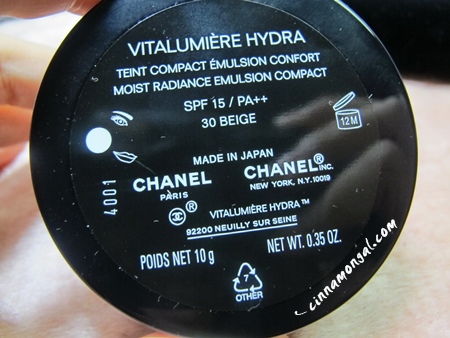 VITALUMIÈRE HYDRA
TEINT COMPACT ÉMULSION CONFORT
MOIST RADIANCE EMULSION COMPACT
SPF 15 / PA++
30 BEIGE
12 M
4001
MADE IN JAPAN
CHANEL
PARIS
CHANEL® INC.
NEW YORK, N.Y. 10019
®
VITALUMIÈRE HYDRA™
92200 NEUILLY SUR SEINE
POIDS NET 10 g
NET WT. 0.35 OZ.
7
OTHER
cinnamongal.com